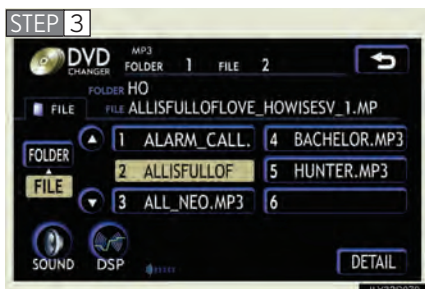 STEP 3
DVD CHANGER MP3 FOLDER 1 FILE 2
FOLDER HO
FILE FILE ALLISFULLOFLOVE_HOWISESV_1.MP
1 ALARM_CALL. 4 BACHELOR.MP3
FOLDER
2 ALLISFULLOF 5 HUNTER.MP3
FILE
3 ALL_NEO.MP3 6
SOUND DSP DETAIL